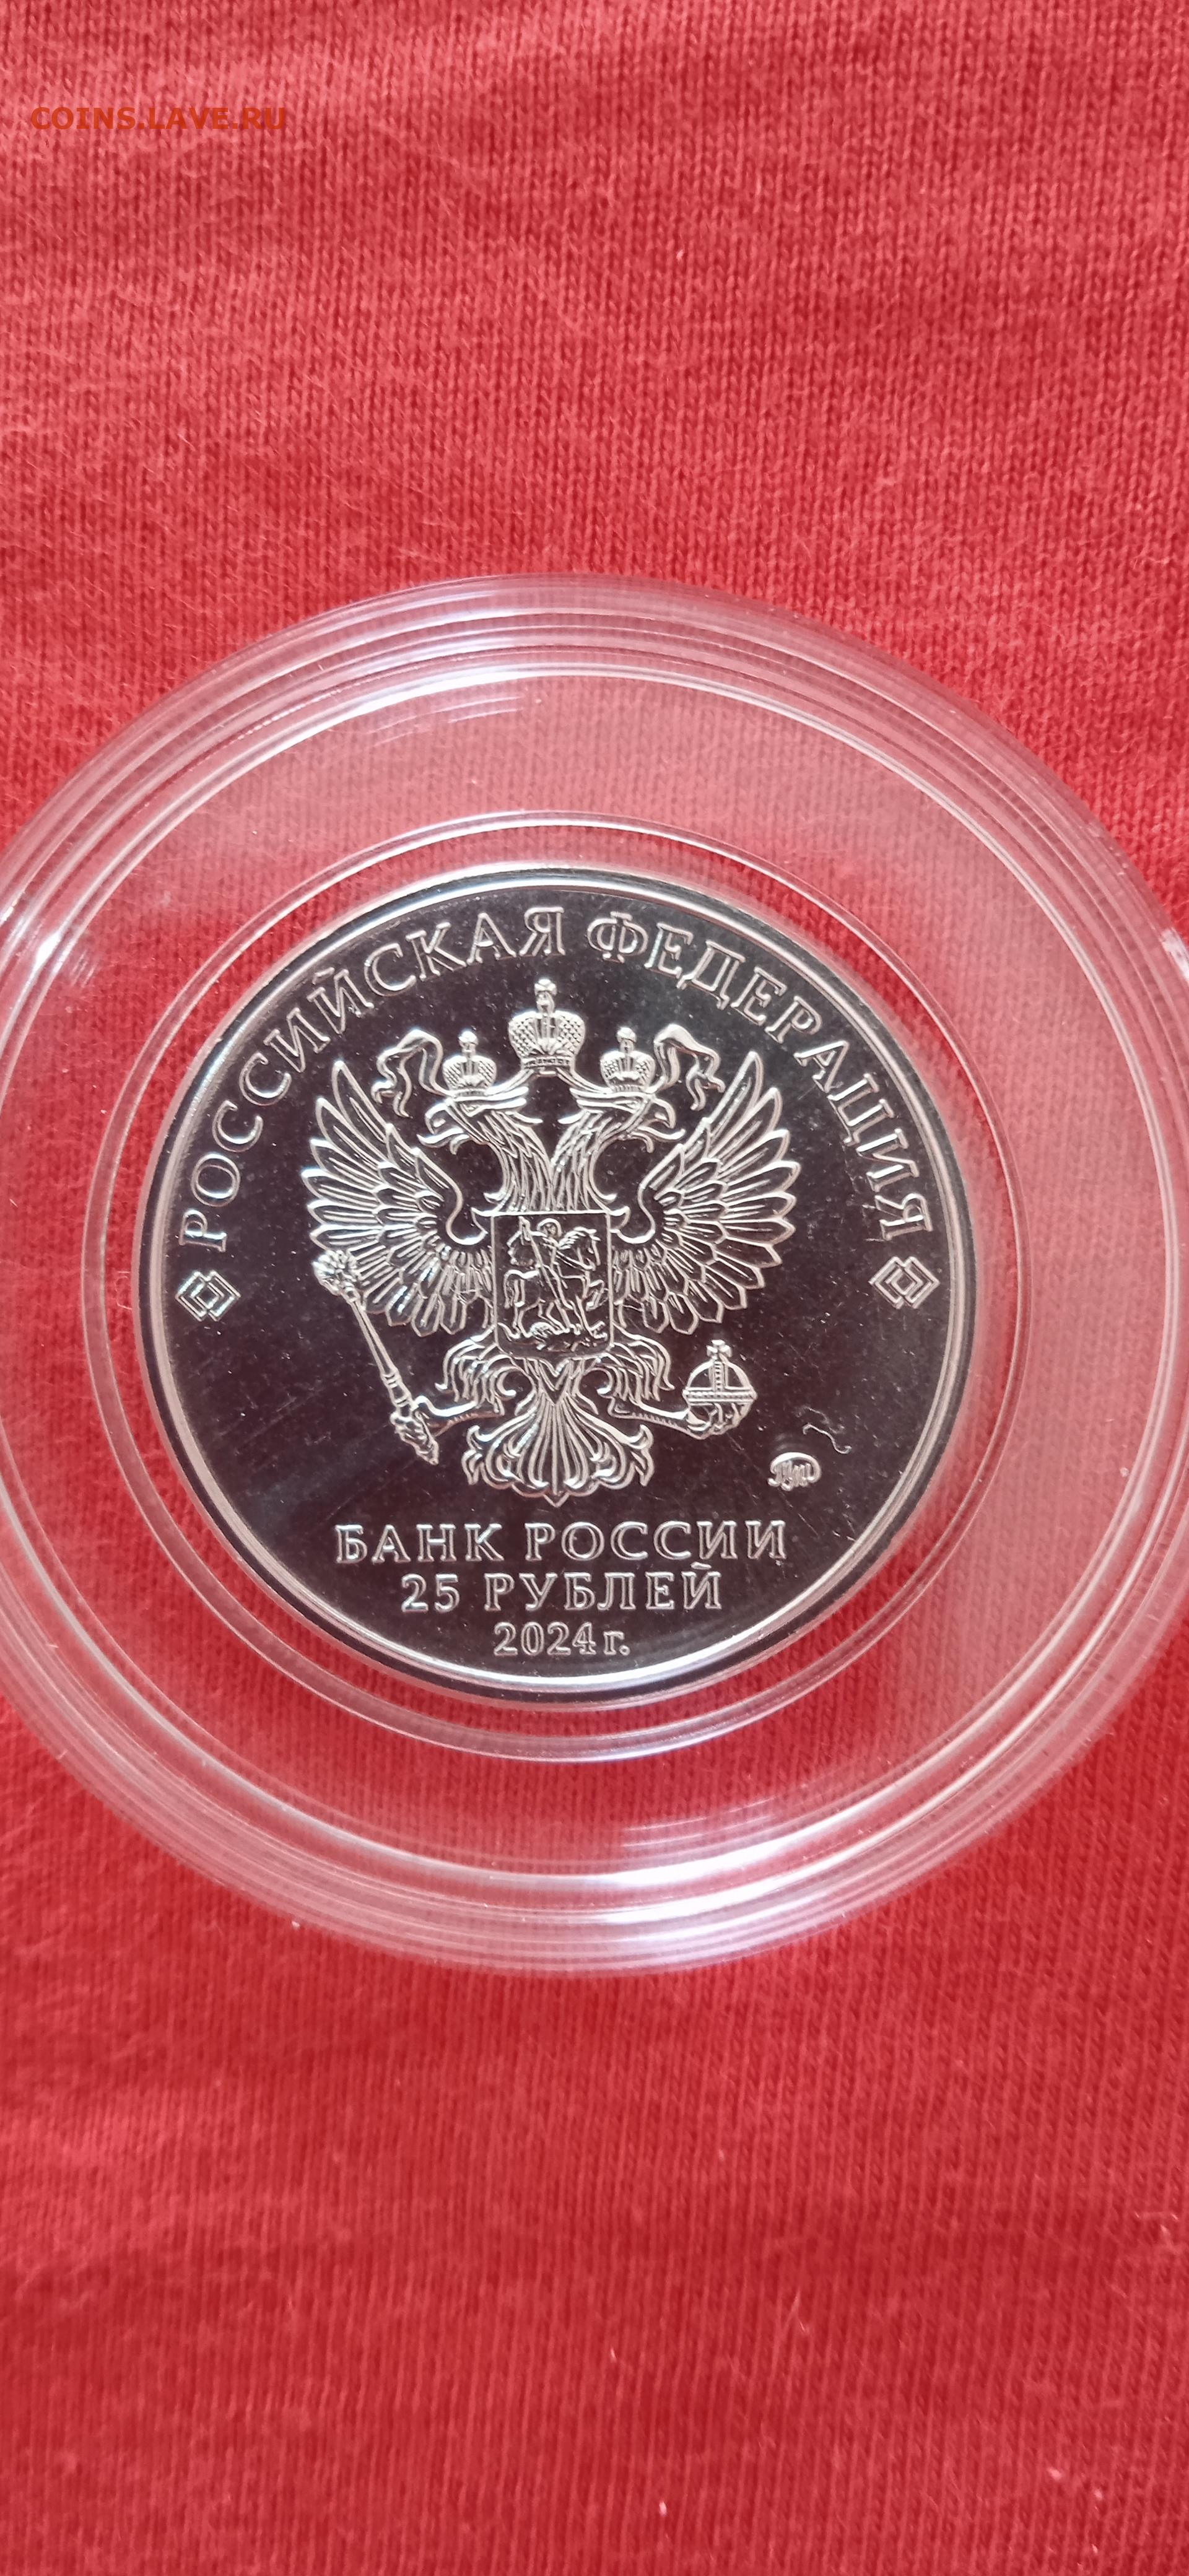 COINS.LAVE.RU
РОССИЙСКАЯ ФЕДЕРАЦИЯ
ММД
БАНК РОССИИ
25 РУБЛЕЙ
2024 г.